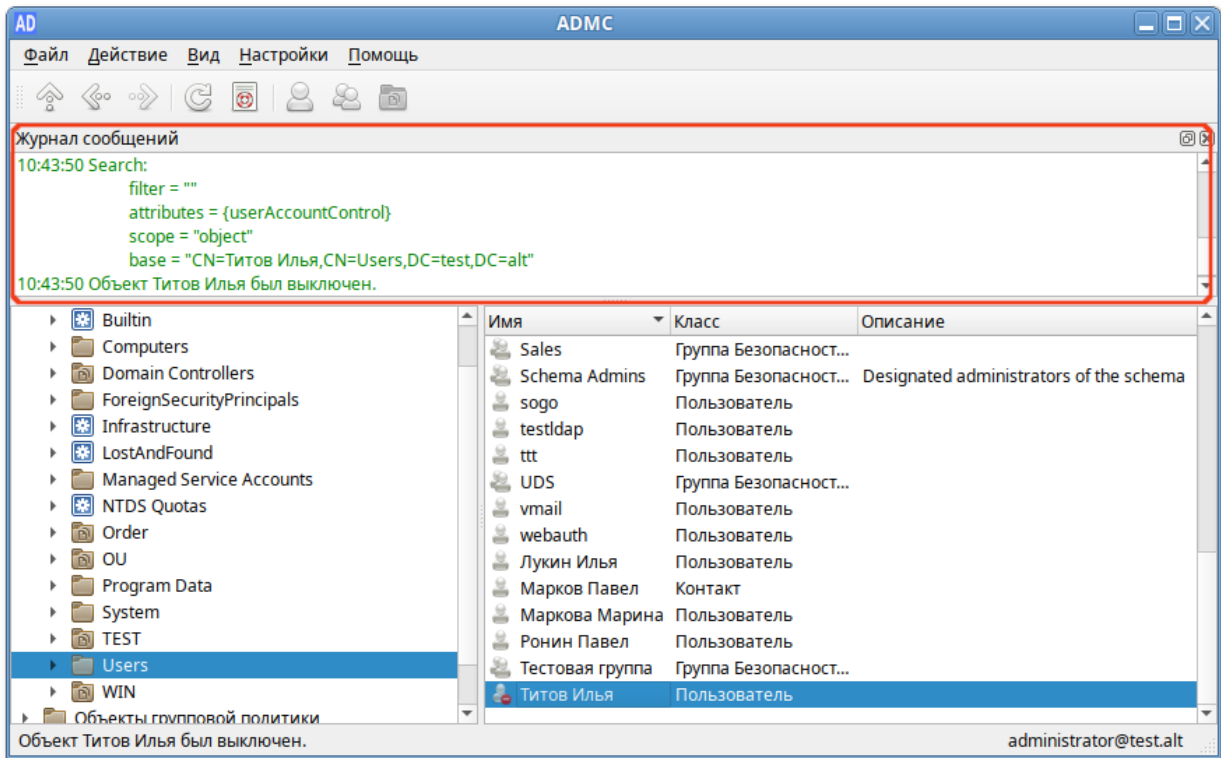 AD ADMC
Файл Действие Вид Настройки Помощь
Журнал сообщений
10:43:50 Search:
filter = ""
attributes = {userAccountControl}
scope = "object"
base = "CN=Титов Илья,CN=Users,DC=test,DC=alt"
10:43:50 Объект Титов Илья был выключен.
Builtin
Computers
Domain Controllers
ForeignSecurityPrincipals
Infrastructure
LostAndFound
Managed Service Accounts
NTDS Quotas
Order
OU
Program Data
System
TEST
Users
WIN
Объекты групповой политики
Имя Класс Описание
Sales Группа Безопасност...
Schema Admins Группа Безопасност... Designated administrators of the schema
sogo Пользователь
testldap Пользователь
ttt Пользователь
UDS Группа Безопасност...
vmail Пользователь
webauth Пользователь
Лукин Илья Пользователь
Марков Павел Контакт
Маркова Марина Пользователь
Ронин Павел Пользователь
Тестовая группа Группа Безопасност...
Титов Илья Пользователь
Объект Титов Илья был выключен. administrator@test.alt